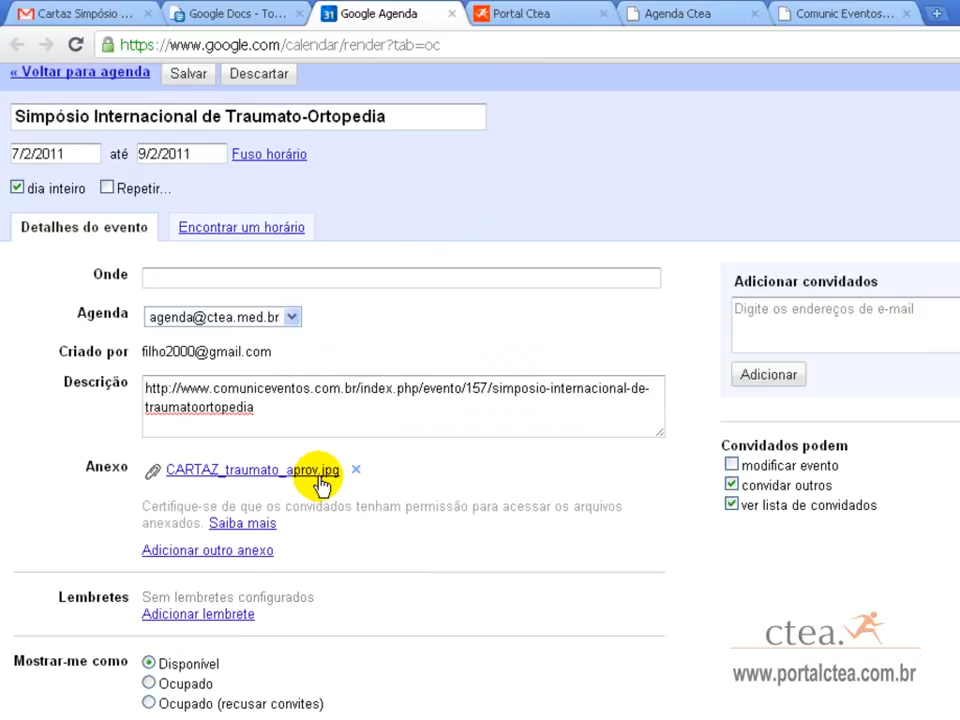 Cartaz Simpósio ...
Google Docs - To...
31 Google Agenda
Portal Ctea
Agenda Ctea
Comunic Eventos...
https://www.google.com/calendar/render?tab=oc
« Voltar para agenda
Salvar
Descartar
Simpósio Internacional de Traumato-Ortopedia
7/2/2011 até 9/2/2011 Fuso horário
dia inteiro Repetir...
Detalhes do evento
Encontrar um horário
Onde
Agenda agenda@ctea.med.br
Criado por filho2000@gmail.com
Descrição http://www.comuniceventos.com.br/index.php/evento/157/simposio-internacional-de-
traumatoortopedia
Anexo CARTAZ_traumato_aprov.jpg
Certifique-se de que os convidados tenham permissão para acessar os arquivos
anexados. Saiba mais
Adicionar outro anexo
Lembretes Sem lembretes configurados
Adicionar lembrete
Mostrar-me como Disponível
Ocupado
Ocupado (recusar convites)
Adicionar convidados
Digite os endereços de e-mail
Adicionar
Convidados podem
modificar evento
convidar outros
ver lista de convidados
ctea.
www.portalctea.com.br